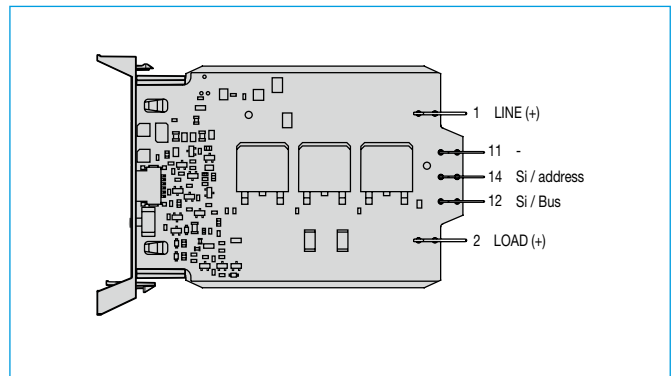 1 LINE (+)
11 -
14 Si / address
12 Si / Bus
2 LOAD (+)